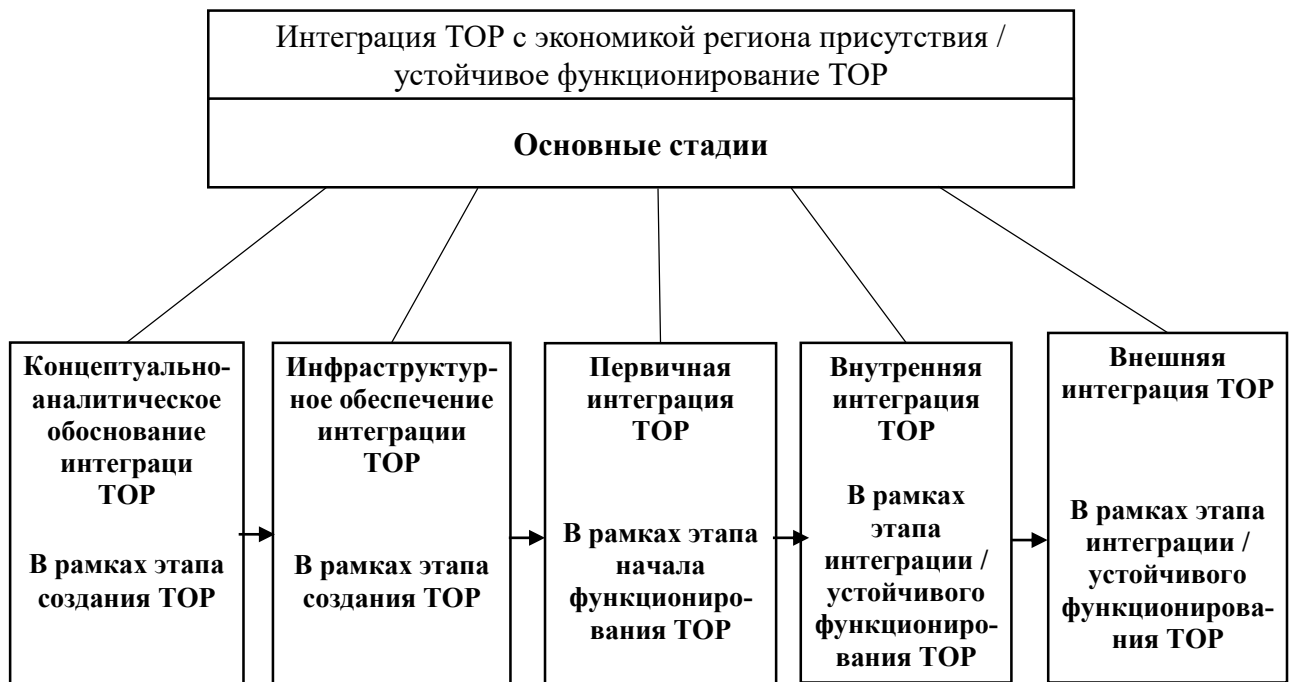 Интеграция ТОР с экономикой региона присутствия /
устойчивое функционирование ТОР
Основные стадии
Концептуально-
аналитическое
обоснование
интеграци
ТОР
В рамках этапа
создания ТОР
Инфраструктур-
ное обеспечение
интеграции
ТОР
В рамках этапа
создания ТОР
Первичная
интеграция
ТОР
В рамках этапа
начала
функциониро-
вания ТОР
Внутренняя
интеграция
ТОР
В рамках
этапа
интеграции /
устойчивого
функциониро-
вания ТОР
Внешняя
интеграция ТОР
В рамках этапа
интеграции /
устойчивого
функционирова-
ния ТОР